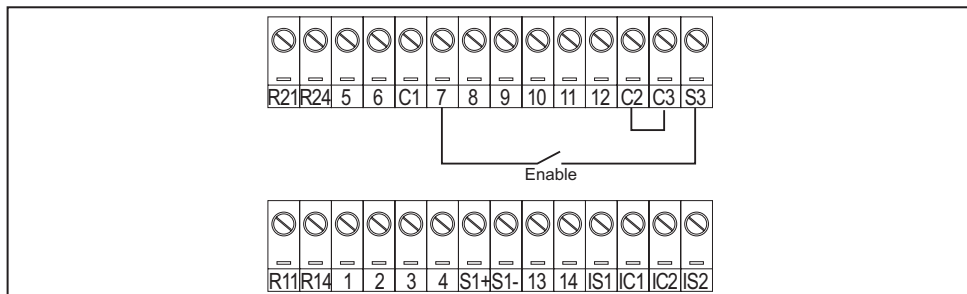 R21 R24 5 6 C1 7 8 9 10 11 12 C2 C3 S3
Enable
R11 R14 1 2 3 4 S1+ S1- 13 14 IS1 IC1 IC2 IS2